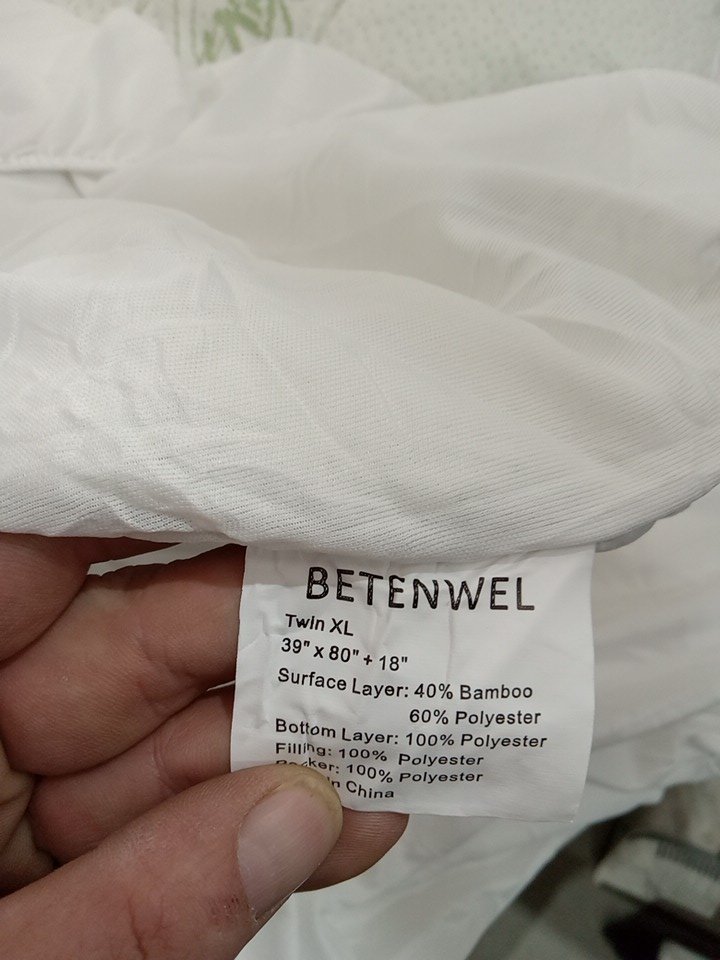 BETENWEL
Twin XL
39" x 80" + 18"
Surface Layer: 40% Bamboo
60% Polyester
Bottom Layer: 100% Polyester
Filling: 100% Polyester
100% Polyester
in China